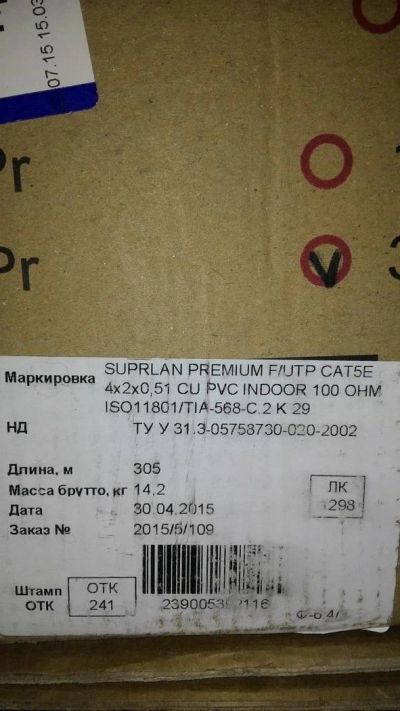 07.15 15.03
Pr
Pr
V
Маркировка SUPRLAN PREMIUM F/UTP CAT5E
4x2x0,51 CU PVC INDOOR 100 OHM
ISO11801/TIA-568-C.2 K 29
НД ТУ У 31.3-05758730-020-2002
Длина, м 305
Масса брутто, кг 14,2
Дата 30.04.2015
Заказ № 2015/5/109
ЛК
298
Штамп
ОТК
ОТК
241